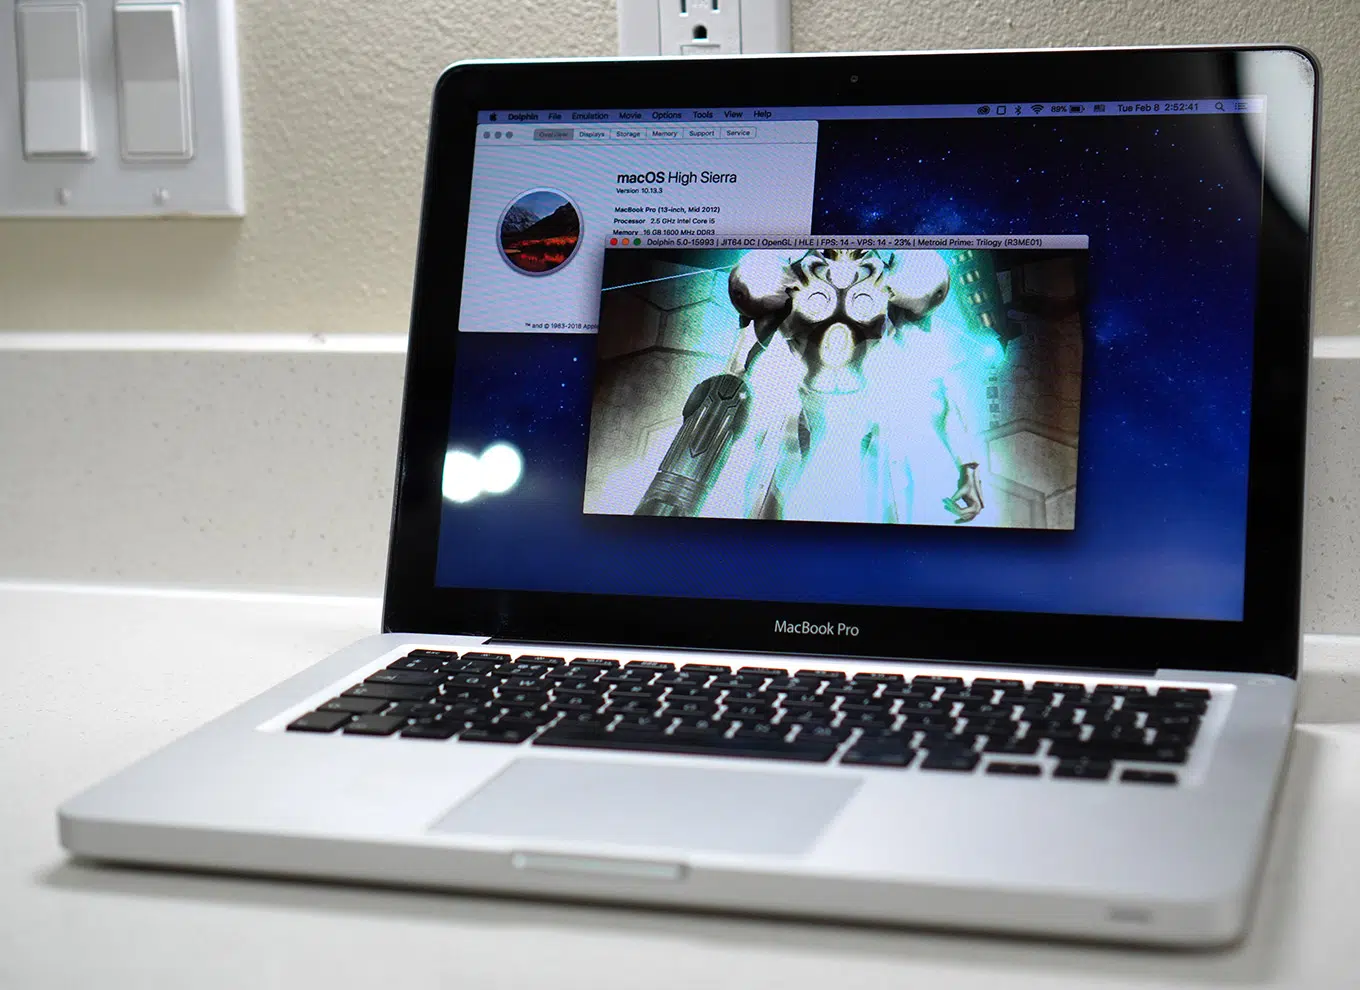 Dolphin File Emulation Movie Options Tools View Help 89% Tue Feb 8 2:52:41
Overview Displays Storage Memory Support Service
macOS High Sierra
Version 10.13.3
MacBook Pro (13-inch, Mid 2012)
Processor 2.5 GHz Intel Core i5
Memory 16 GB 1600 MHz DDR3
Dolphin 5.0-15993 | JIT64 DC | OpenGL | HLE | FPS: 14 - VPS: 14 - 23% | Metroid Prime: Trilogy (R3ME01)
™ and © 1983-2018 Apple
MacBook Pro